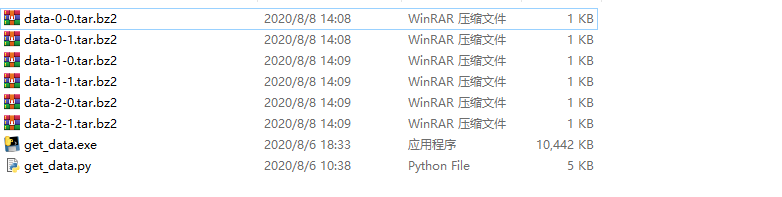 data-0-0.tar.bz2 2020/8/8 14:08 WinRAR 压缩文件 1 KB
data-0-1.tar.bz2 2020/8/8 14:08 WinRAR 压缩文件 1 KB
data-1-0.tar.bz2 2020/8/8 14:09 WinRAR 压缩文件 1 KB
data-1-1.tar.bz2 2020/8/8 14:09 WinRAR 压缩文件 1 KB
data-2-0.tar.bz2 2020/8/8 14:09 WinRAR 压缩文件 1 KB
data-2-1.tar.bz2 2020/8/8 14:09 WinRAR 压缩文件 1 KB
get_data.exe 2020/8/6 18:33 应用程序 10,442 KB
get_data.py 2020/8/6 10:38 Python File 5 KB